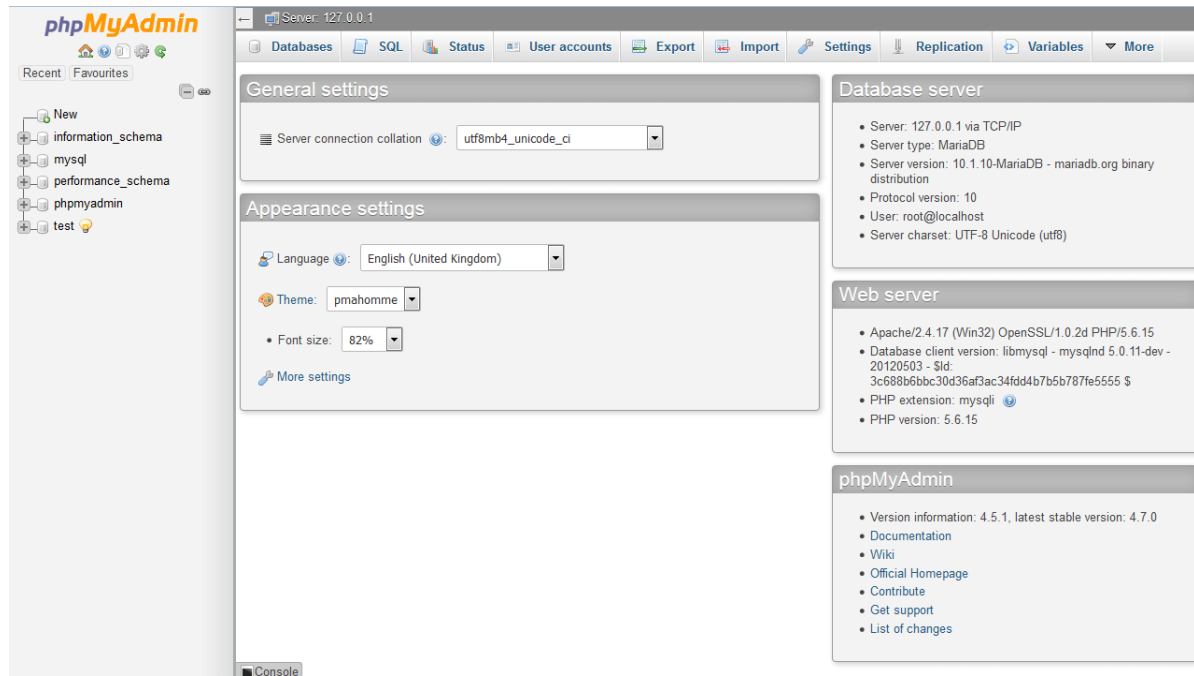 phpMyAdmin
Recent Favourites
New
information_schema
mysql
performance_schema
phpmyadmin
test
Server: 127.0.0.1
Databases SQL Status User accounts Export Import Settings Replication Variables More
General settings
Server connection collation : utf8mb4_unicode_ci
Appearance settings
Language : English (United Kingdom)
Theme: pmahomme
• Font size: 82%
More settings
Database server
• Server: 127.0.0.1 via TCP/IP
• Server type: MariaDB
• Server version: 10.1.10-MariaDB - mariadb.org binary
distribution
• Protocol version: 10
• User: root@localhost
• Server charset: UTF-8 Unicode (utf8)
Web server
• Apache/2.4.17 (Win32) OpenSSL/1.0.2d PHP/5.6.15
• Database client version: libmysql - mysqlnd 5.0.11-dev -
20120503 - $Id:
3c688b6bbc30d36af3ac34fdd4b7b5b787fe5555 $
• PHP extension: mysqli
• PHP version: 5.6.15
phpMyAdmin
• Version information: 4.5.1, latest stable version: 4.7.0
• Documentation
• Wiki
• Official Homepage
• Contribute
• Get support
• List of changes
Console